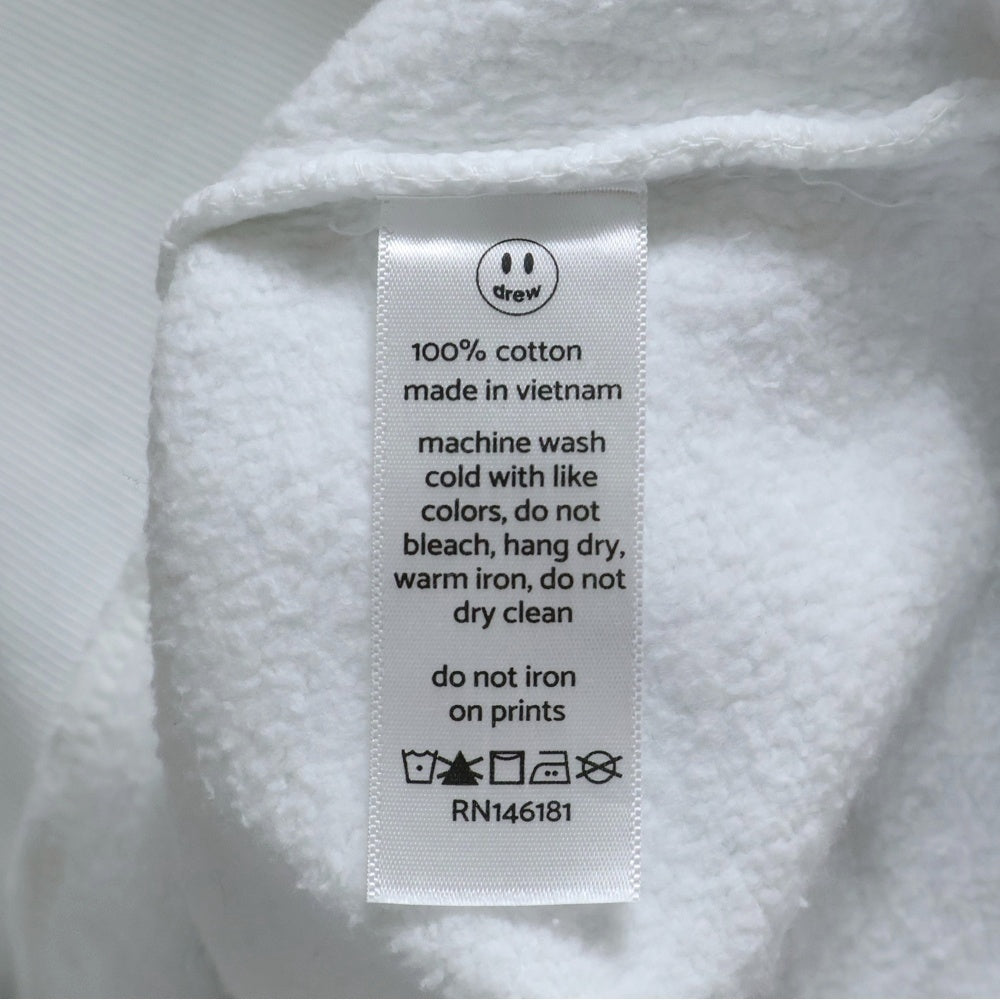 drew
100% cotton
made in vietnam
machine wash
cold with like
colors, do not
bleach, hang dry,
warm iron, do not
dry clean
do not iron
on prints
RN146181